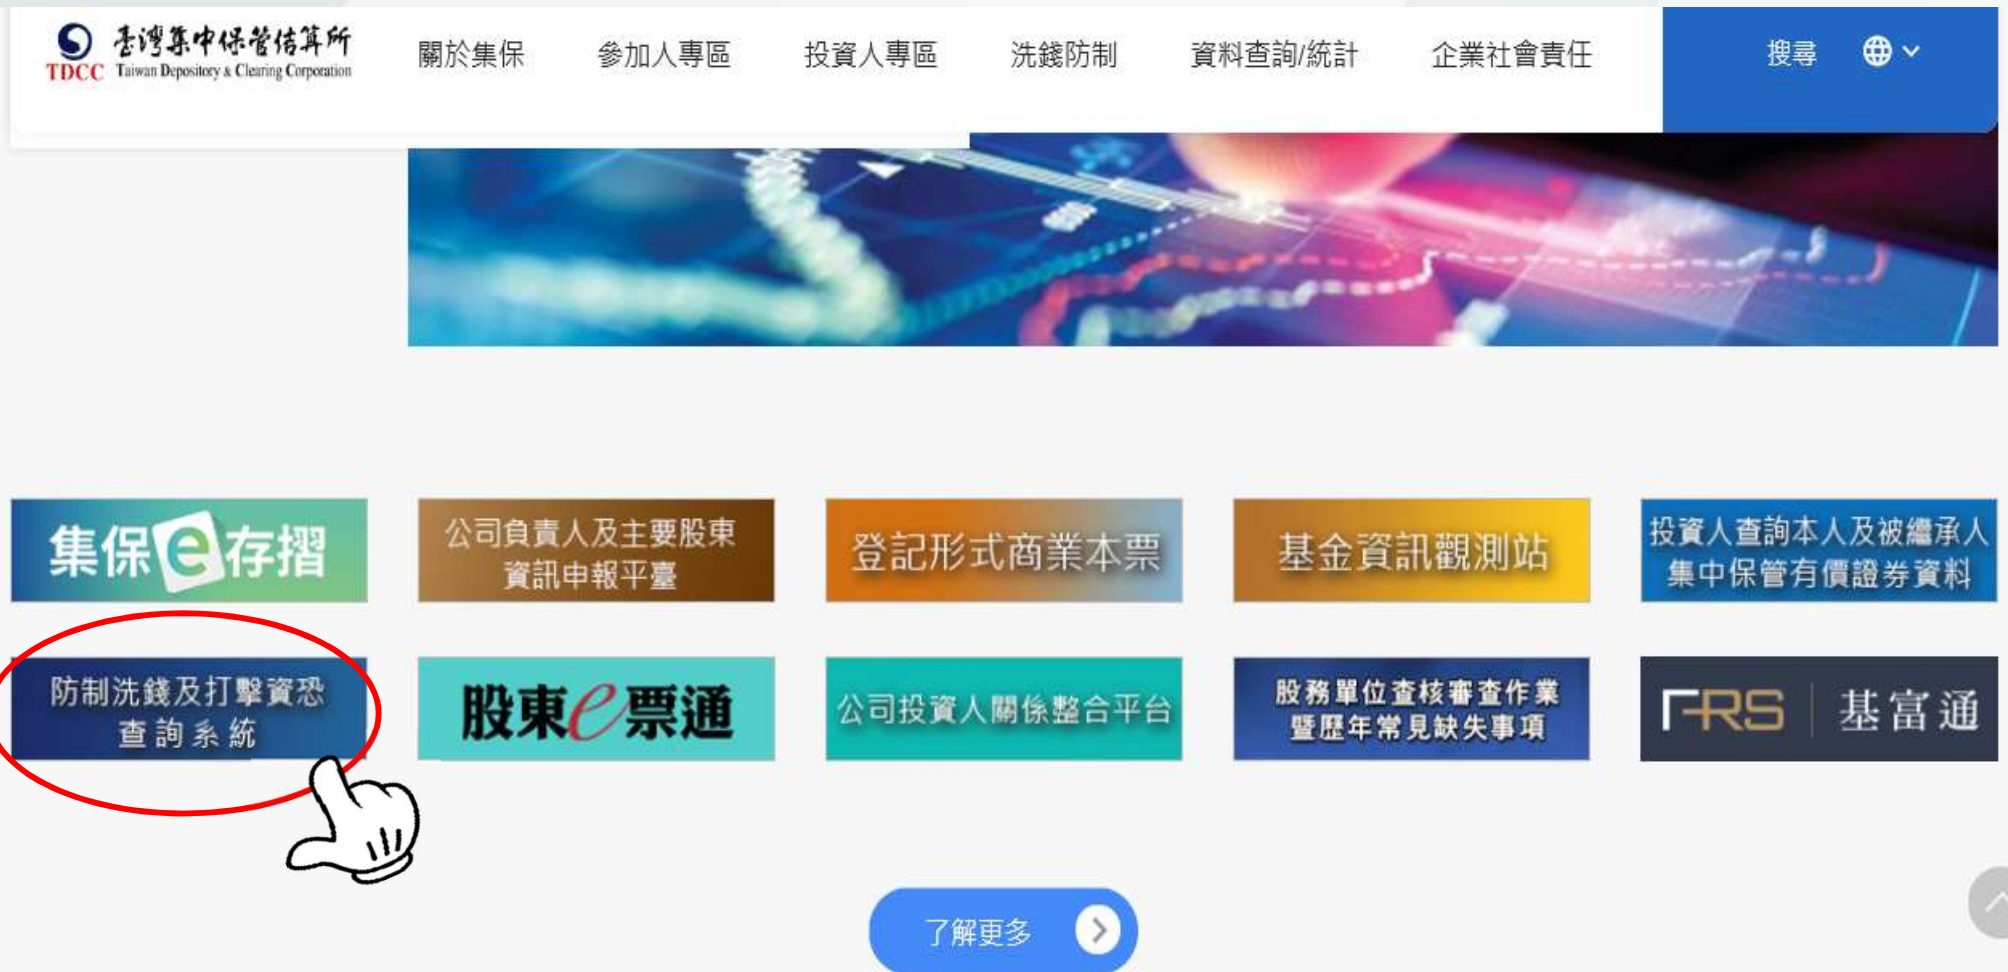 臺灣集中保管結算所
TDCC Taiwan Depository & Clearing Corporation
關於集保
參加人專區
投資人專區
洗錢防制
資料查詢/統計
企業社會責任
搜尋
集保e存摺
公司負責人及主要股東
資訊申報平臺
登記形式商業本票
基金資訊觀測站
投資人查詢本人及被繼承人
集中保管有價證券資料
防制洗錢及打擊資恐
查詢系統
股東e票通
公司投資人關係整合平台
股務單位查核審查作業
暨歷年常見缺失事項
FRS 基富通
了解更多